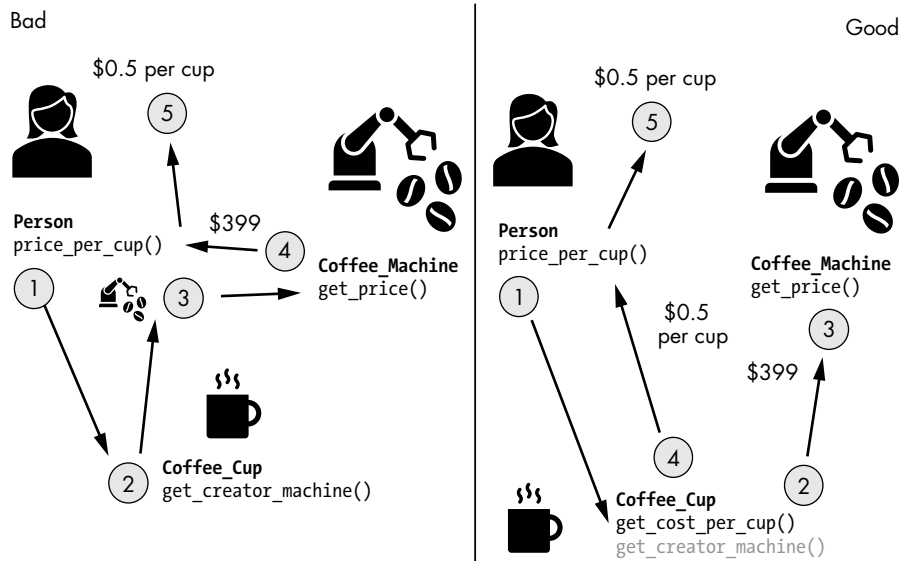 Bad
$0.5 per cup
5
Person
price_per_cup()
$399
4
1
3
Coffee_Machine
get_price()
2
Coffee_Cup
get_creator_machine()
Good
$0.5 per cup
5
Person
price_per_cup()
1
Coffee_Machine
get_price()
3
$0.5
per cup
$399
4
2
Coffee_Cup
get_cost_per_cup()
get_creator_machine()